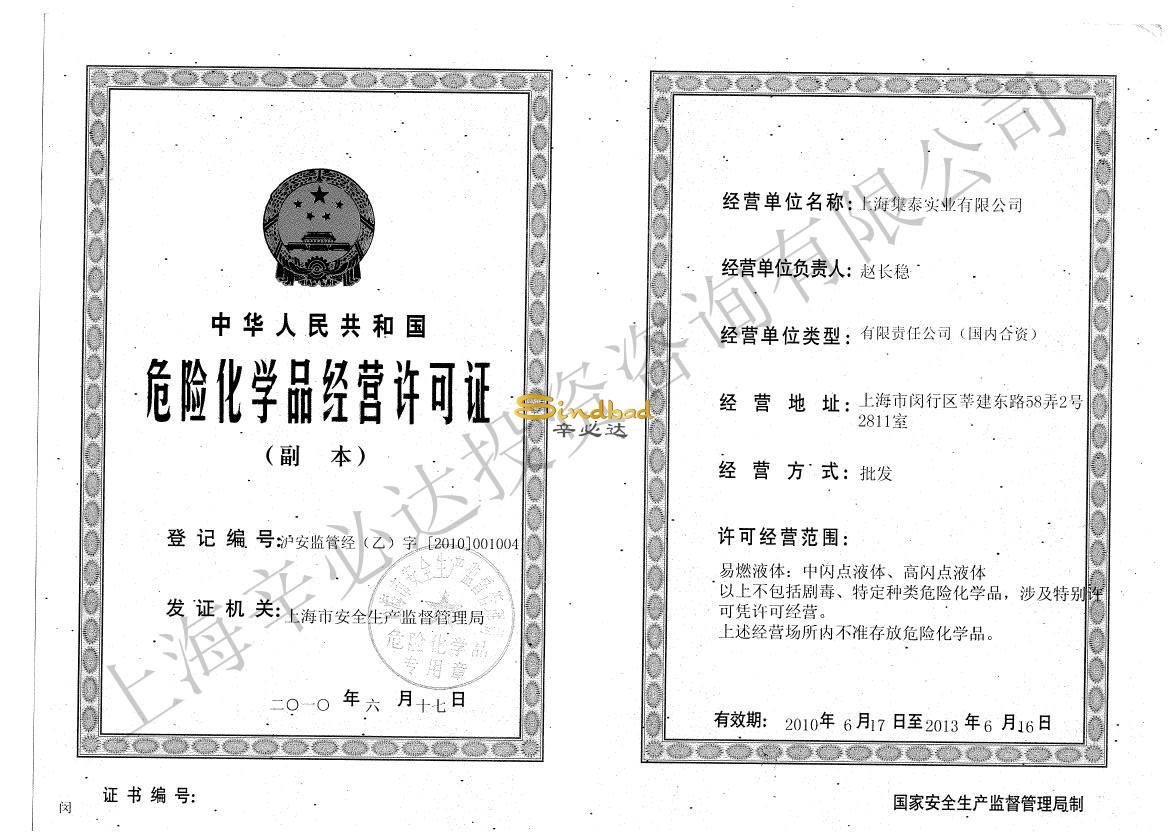 中华人民共和国
危险化学品经营许可证
（副 本）
登记编号:沪安监管经（乙）字 [2010]001004
发证机关:上海市安全生产监督管理局
危险化学品
专用章
二〇一〇年六月十七日
证书编号:
闵
经营单位名称:上海集泰实业有限公司
经营单位负责人:赵长稳
经营单位类型:有限责任公司（国内合资）
经营地址:上海市闵行区莘建东路58弄2号
2811室
经营方式:批发
许可经营范围:
易燃液体：中闪点液体、高闪点液体
以上不包括剧毒、特定种类危险化学品，涉及特别许
可凭许可经营。
上述经营场所内不准存放危险化学品。
有效期: 2010年 6月17日至2013年 6月16日
国家安全生产监督管理局制
Sindbad
辛必达
上海辛必达投资咨询有限公司